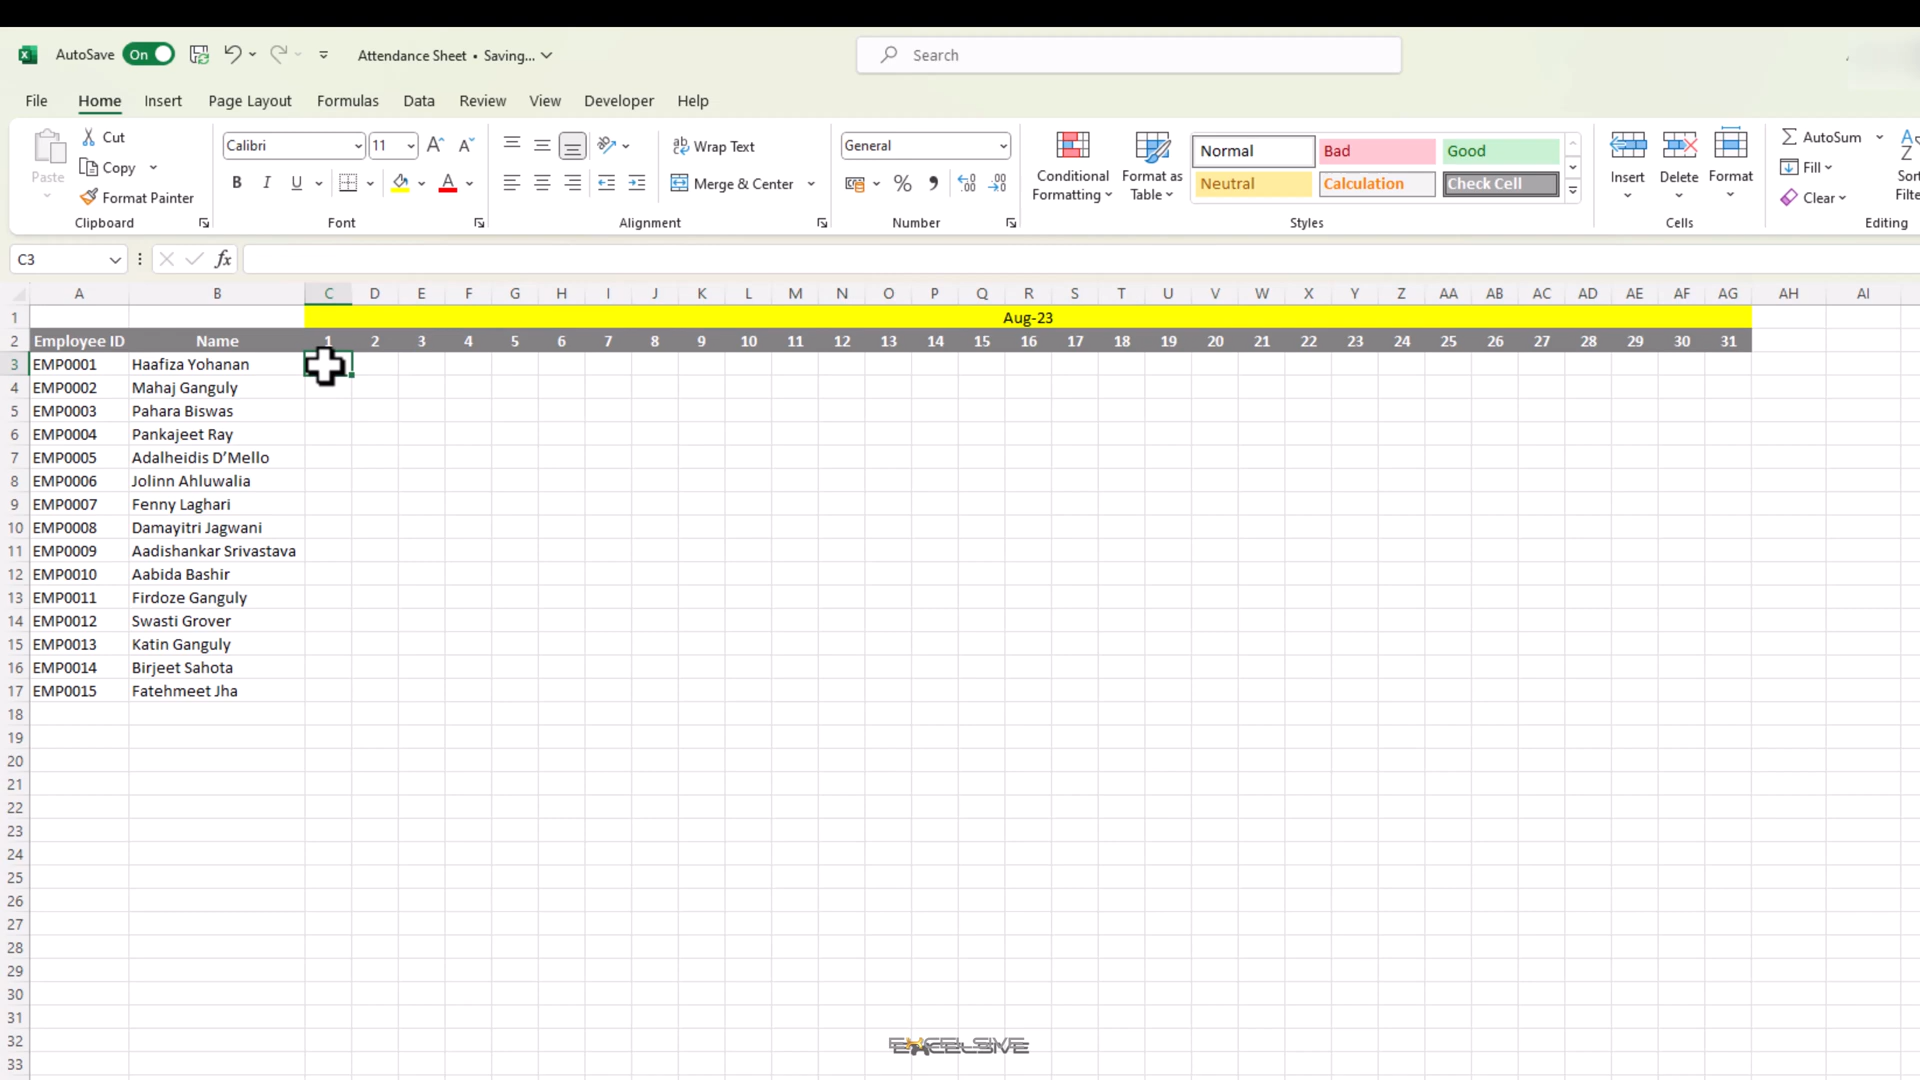 AutoSave On Attendance Sheet • Saving... Search
File Home Insert Page Layout Formulas Data Review View Developer Help
Paste Cut Copy Format Painter Clipboard
Calibri 11 B I U A Font
Wrap Text Merge & Center Alignment
General % Number
Conditional Formatting Format as Table
Normal Bad Good
Neutral Calculation Check Cell
Styles
Insert Delete Format Cells
AutoSum Fill Clear Editing
C3 fx
A B C D E F G H I J K L M N O P Q R S T U V W X Y Z AA AB AC AD AE AF AG AH AI
1 Aug-23
2 Employee ID Name 1 2 3 4 5 6 7 8 9 10 11 12 13 14 15 16 17 18 19 20 21 22 23 24 25 26 27 28 29 30 31
3 EMP0001 Haafiza Yohanan
4 EMP0002 Mahaj Ganguly
5 EMP0003 Pahara Biswas
6 EMP0004 Pankajeet Ray
7 EMP0005 Adalheidis D’Mello
8 EMP0006 Jolinn Ahluwalia
9 EMP0007 Fenny Laghari
10 EMP0008 Damayitri Jagwani
11 EMP0009 Aadishankar Srivastava
12 EMP0010 Aabida Bashir
13 EMP0011 Firdoze Ganguly
14 EMP0012 Swasti Grover
15 EMP0013 Katin Ganguly
16 EMP0014 Birjeet Sahota
17 EMP0015 Fatehmeet Jha
18
19
20
21
22
23
24
25
26
27
28
29
30
31
32
33
EXCELSIVE